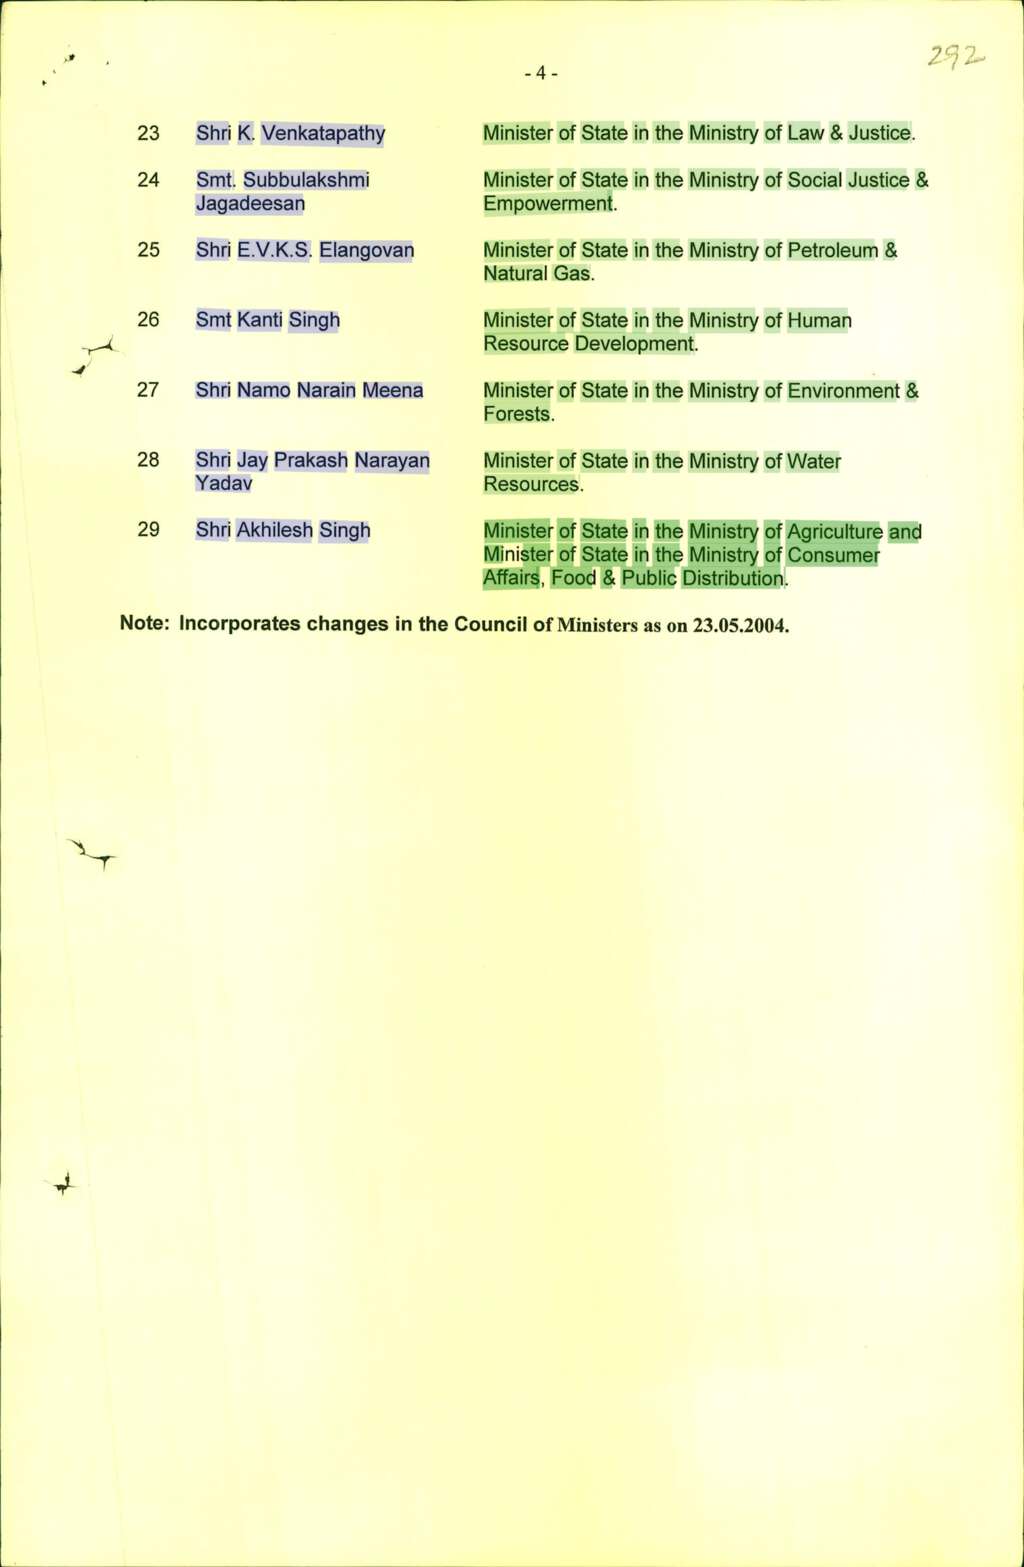 292
- 4 -
23 Shri K. Venkatapathy Minister of State in the Ministry of Law & Justice.
24 Smt. Subbulakshmi Minister of State in the Ministry of Social Justice &
Jagadeesan Empowerment.
25 Shri E.V.K.S. Elangovan Minister of State in the Ministry of Petroleum &
Natural Gas.
26 Smt Kanti Singh Minister of State in the Ministry of Human
Resource Development.
27 Shri Namo Narain Meena Minister of State in the Ministry of Environment &
Forests.
28 Shri Jay Prakash Narayan Minister of State in the Ministry of Water
Yadav Resources.
29 Shri Akhilesh Singh Minister of State in the Ministry of Agriculture and
Minister of State in the Ministry of Consumer
Affairs, Food & Public Distribution.
Note: Incorporates changes in the Council of Ministers as on 23.05.2004.